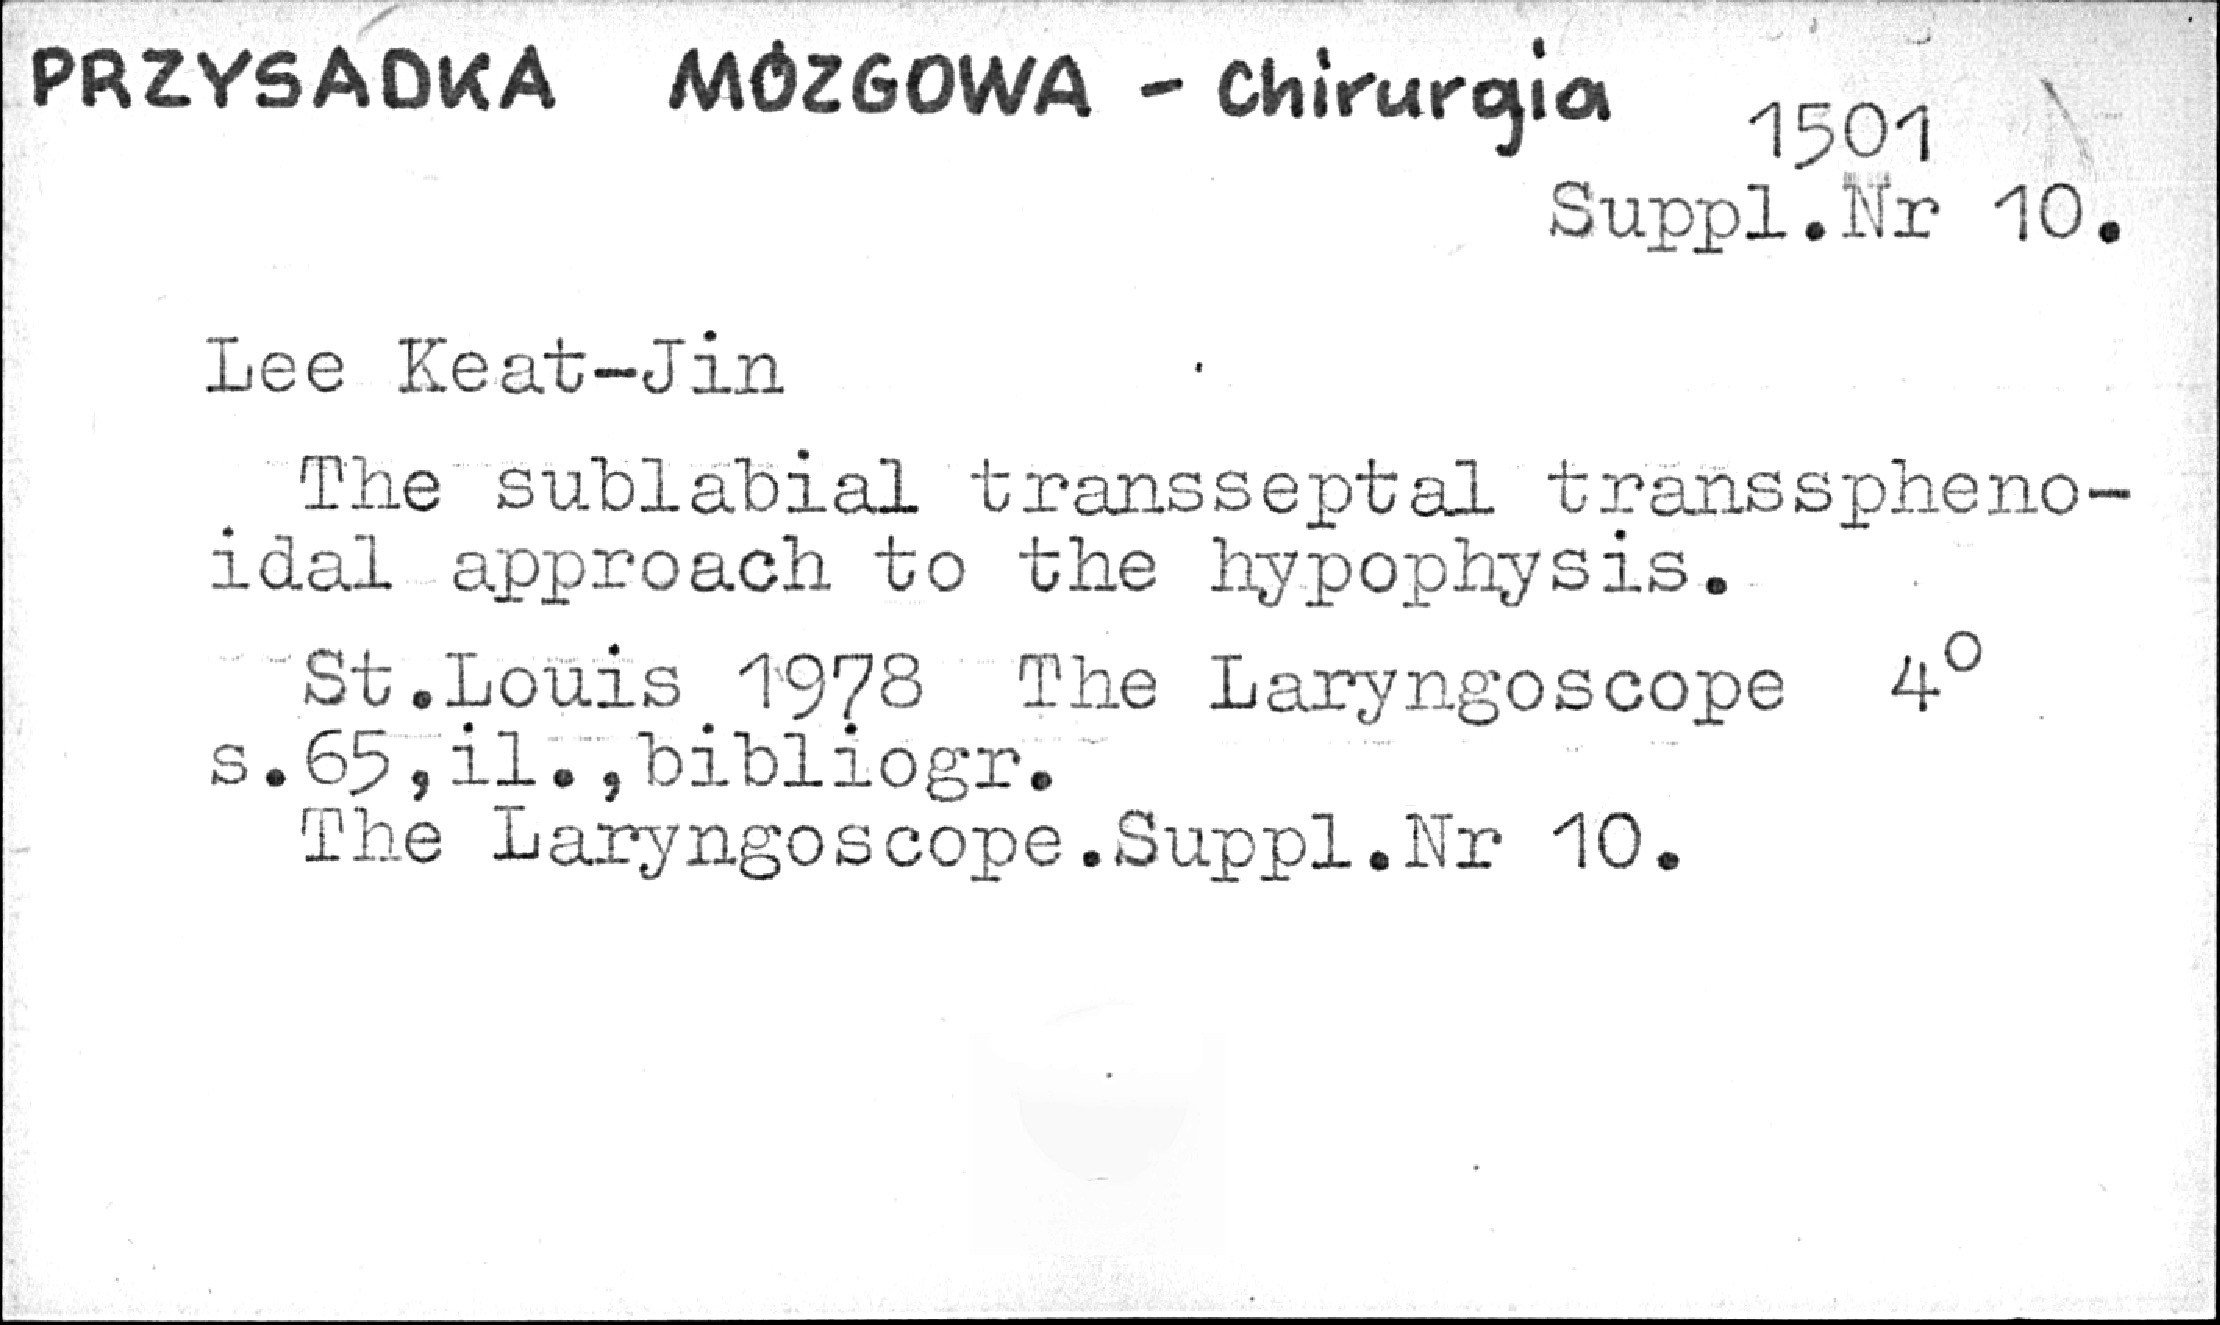 PRZYSADKA MÓZGOWA - Chirurgia
1501
Suppl.Nr 10.
Lee Keat-Jin
The sublabial transseptal transspheno-
idal approach to the hypophysis.
St.Louis 1978 The Laryngoscope 4°
s.65,il.,bibliogr.
The Laryngoscope.Suppl.Nr 10.